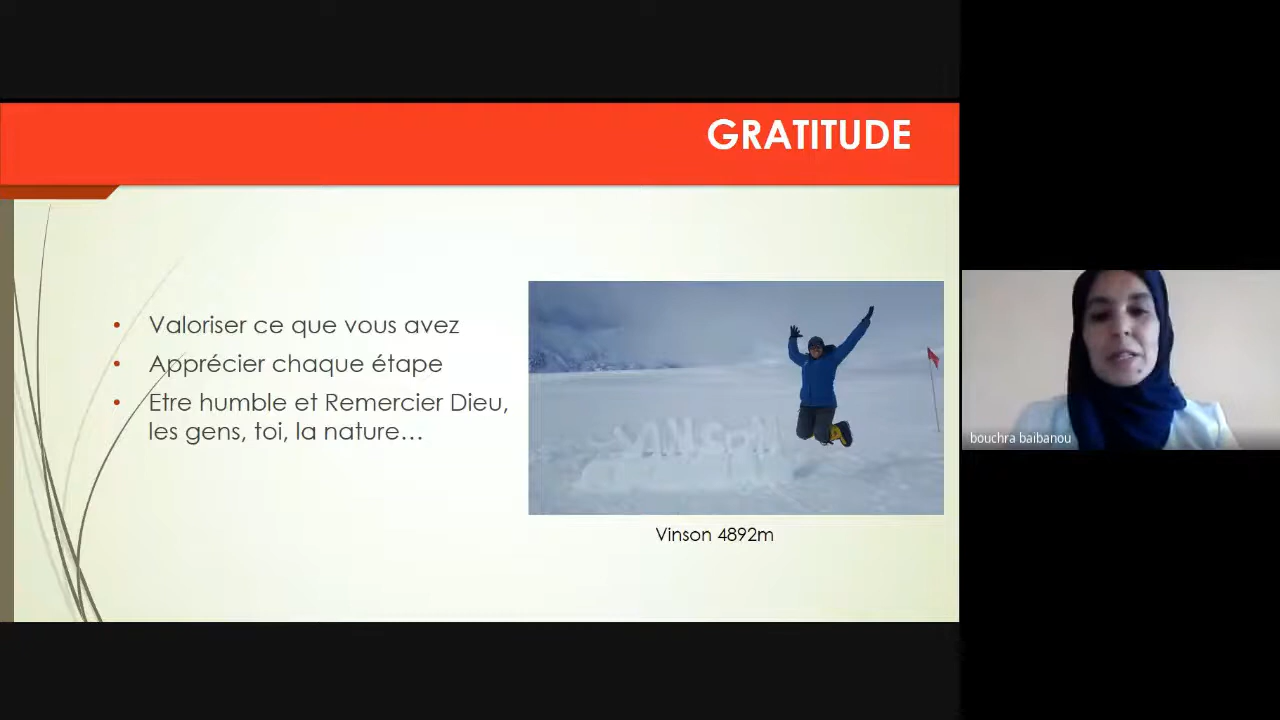 GRATITUDE
• Valoriser ce que vous avez
• Apprécier chaque étape
• Etre humble et Remercier Dieu,
les gens, toi, la nature…
VINSON
Vinson 4892m
bouchra baibanou